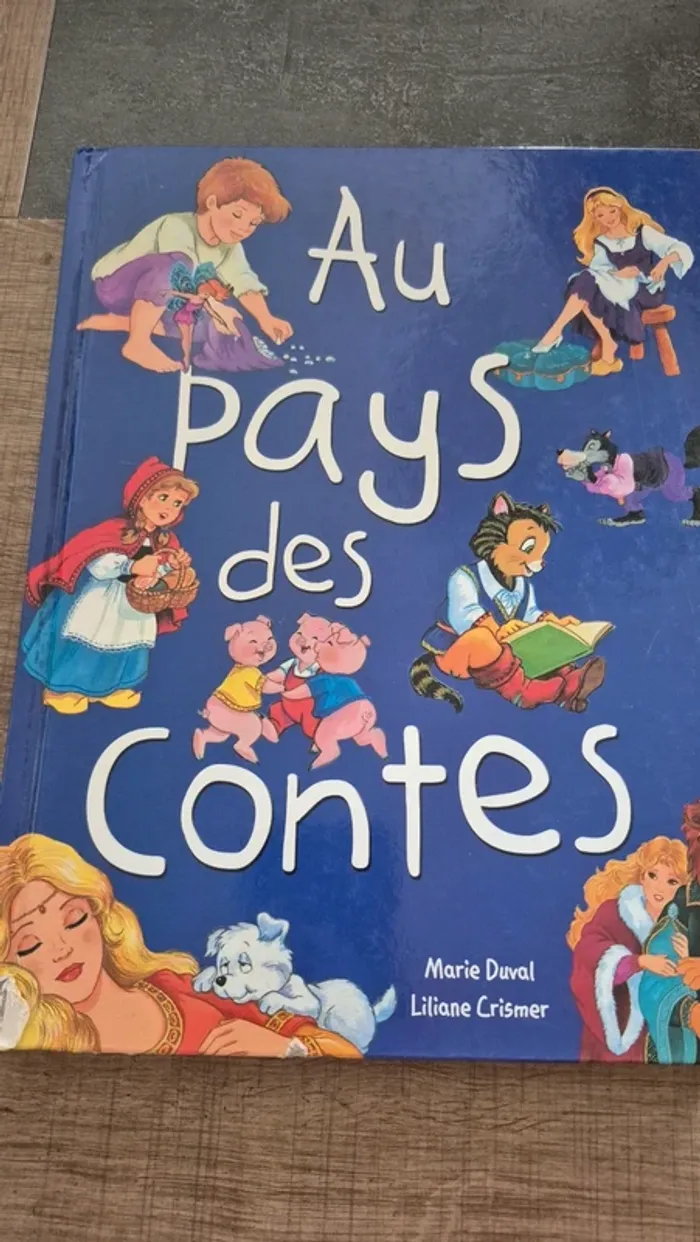 Au
pays
des
Contes
Marie Duval
Liliane Crismer